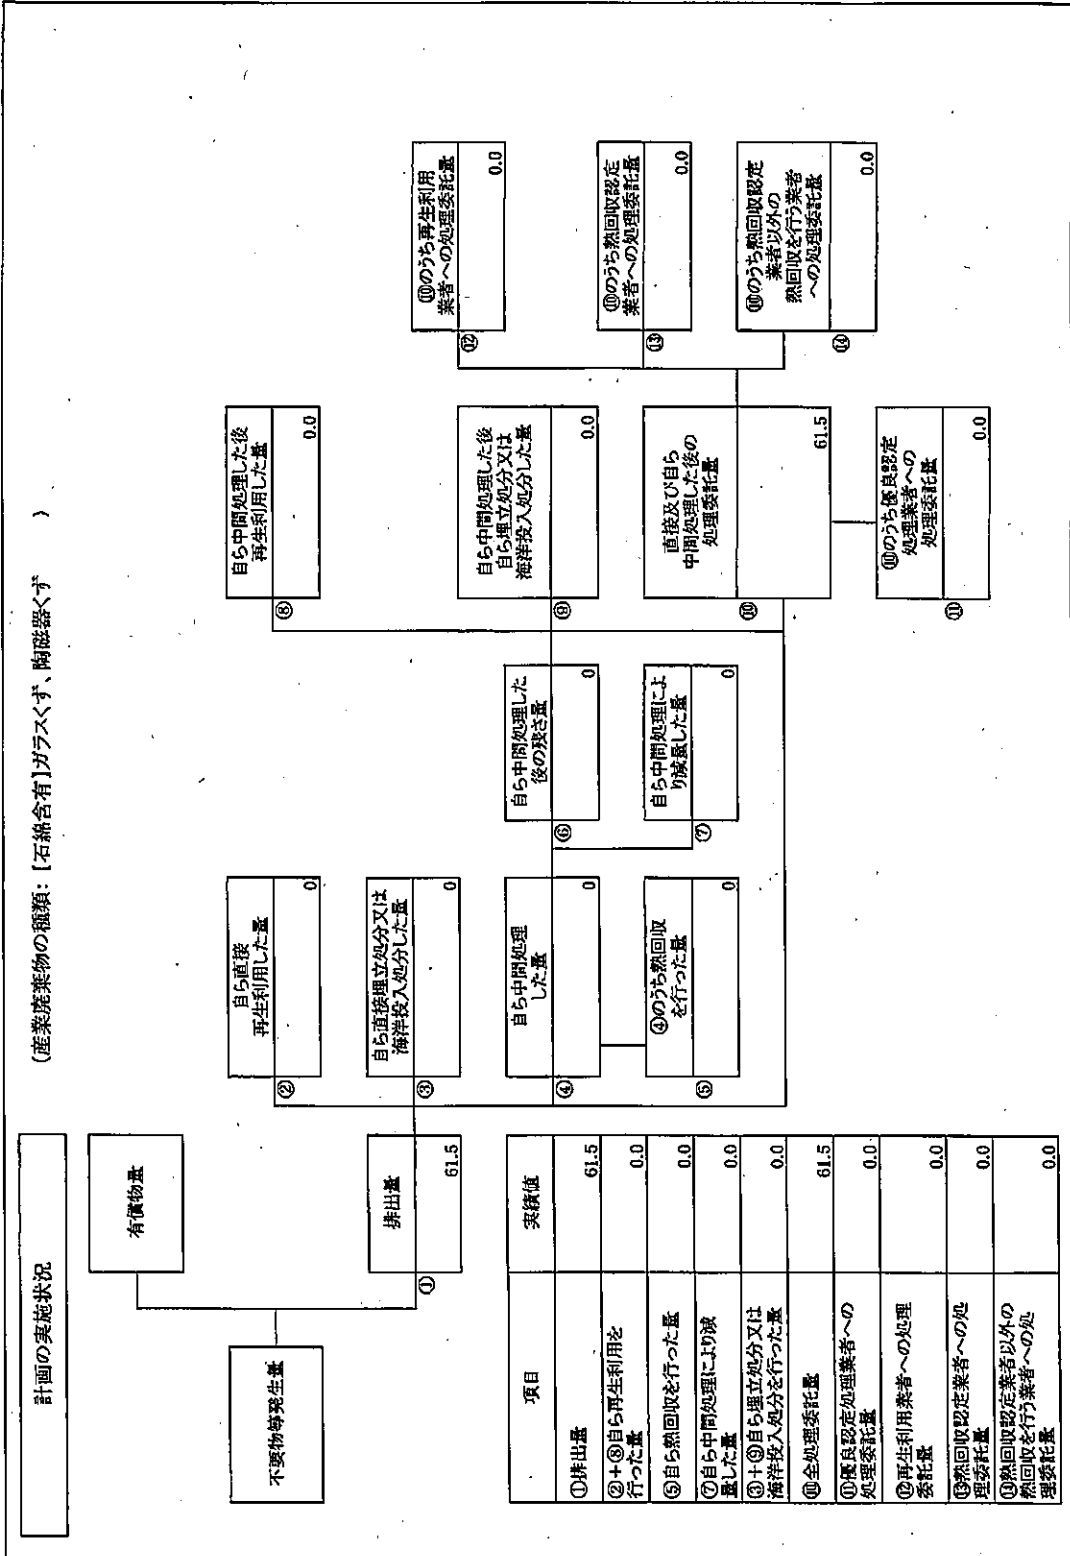 計画の実施状況
(産業廃棄物の種類: [石綿含有]ガラスくず、陶磁器くず )
不要物等発生量
有償物量
排出量
①
61.5
自ら直接
再生利用した量
②
0
自ら直接埋立処分又は
海洋投入処分した量
③
0
自ら中間処理
した量
④
0
④のうち熱回収
を行った量
⑤
0
自ら中間処理した
後の残さ量
⑥
0
自ら中間処理によ
り減量した量
⑦
0
自ら中間処理した後
再生利用した量
⑧
0.0
自ら中間処理した後
自ら埋立処分又は
海洋投入処分した量
⑨
0.0
直接及び自ら
中間処理した後の
処理委託量
⑩
61.5
⑩のうち優良認定
処理業者への
処理委託量
⑪
0.0
⑩のうち再生利用
業者への処理委託量
⑫
0.0
⑩のうち熱回収認定
業者への処理委託量
⑬
0.0
⑩のうち熱回収認定
業者以外の
熱回収を行う業者
への処理委託量
⑭
0.0
項目 実績値
①排出量 61.5
②+⑧自ら再生利用を
行った量 0.0
⑤自ら熱回収を行った量 0.0
⑦自ら中間処理により減
量した量 0.0
③+⑨自ら埋立処分又は
海洋投入処分を行った量 0.0
⑩全処理委託量 61.5
⑪優良認定処理業者への
処理委託量 0.0
⑫再生利用業者への処理
委託量 0.0
⑬熱回収認定業者への処
理委託量 0.0
⑭熱回収認定業者以外の
熱回収を行う業者への処
理委託量 0.0